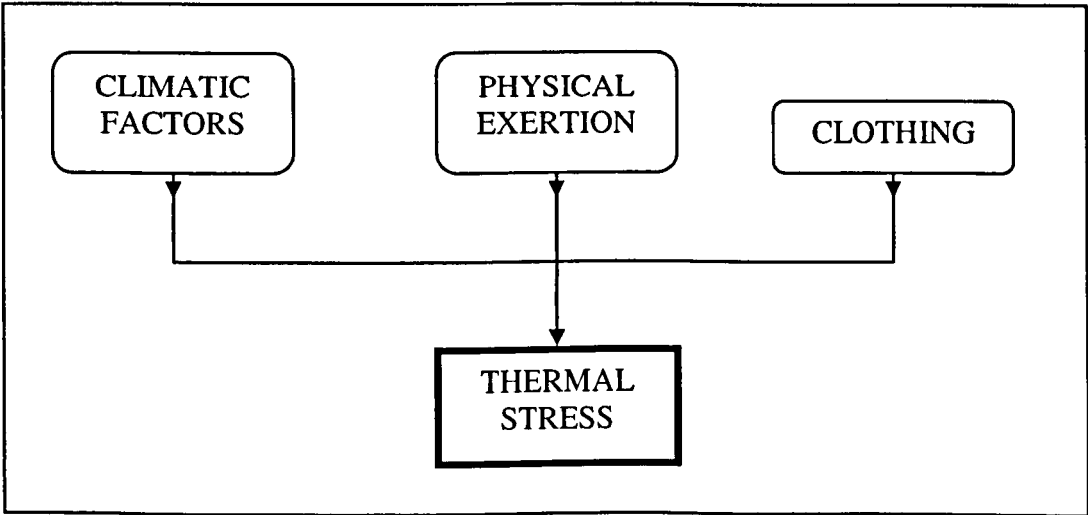 CLIMATIC
FACTORS
PHYSICAL
EXERTION
CLOTHING
THERMAL
STRESS